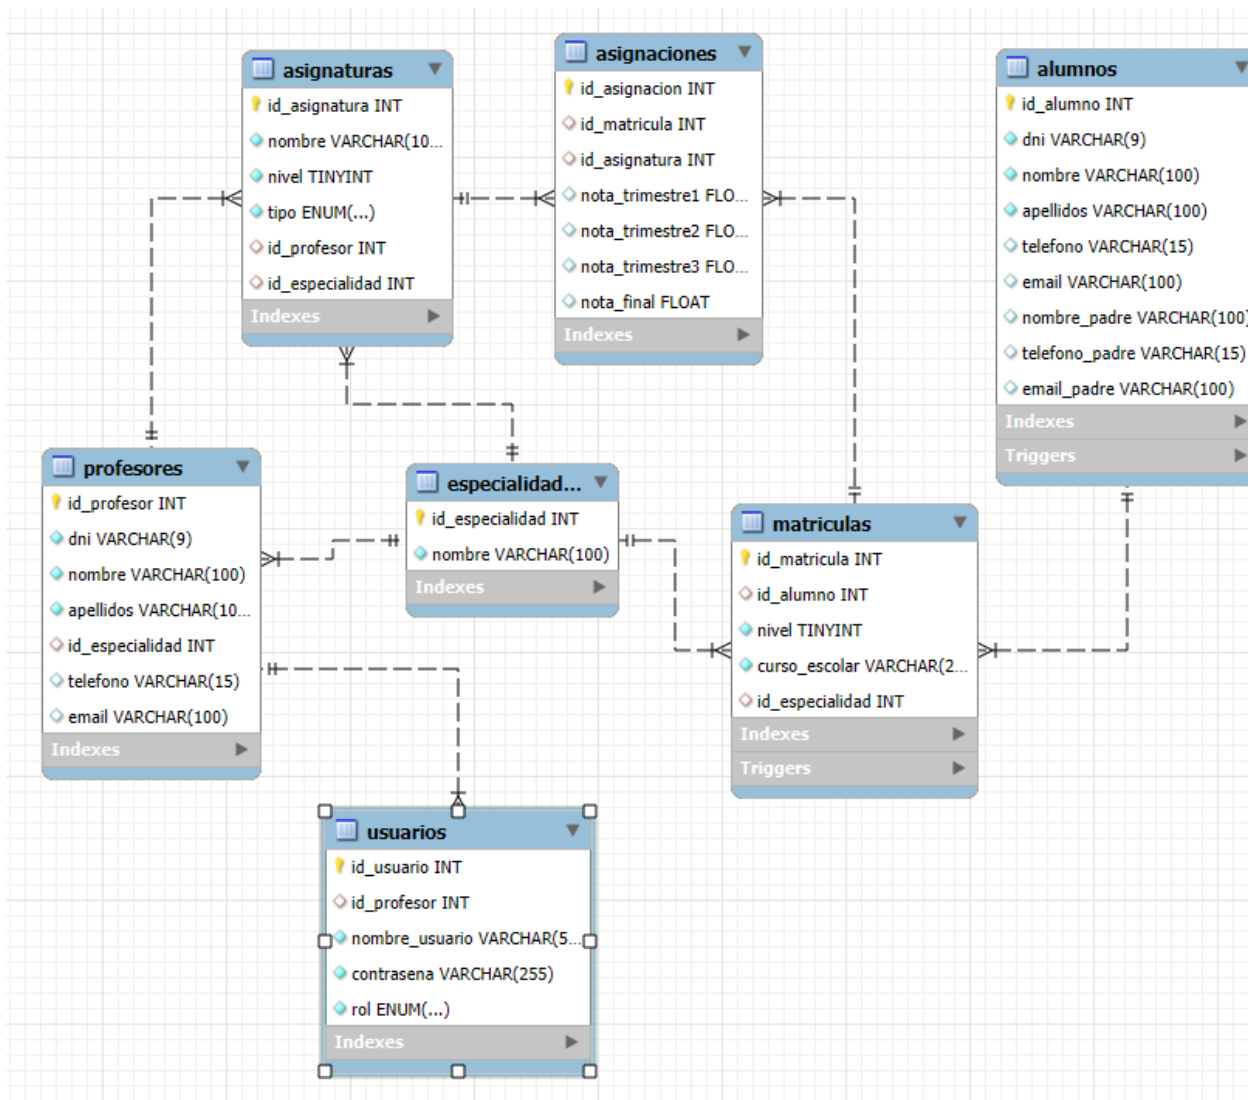 asignaturas
id_asignatura INT
nombre VARCHAR(10...
nivel TINYINT
tipo ENUM(...)
id_profesor INT
id_especialidad INT
Indexes
asignaciones
id_asignacion INT
id_matricula INT
id_asignatura INT
nota_trimestre1 FLO...
nota_trimestre2 FLO...
nota_trimestre3 FLO...
nota_final FLOAT
Indexes
alumnos
id_alumno INT
dni VARCHAR(9)
nombre VARCHAR(100)
apellidos VARCHAR(100)
telefono VARCHAR(15)
email VARCHAR(100)
nombre_padre VARCHAR(100)
telefono_padre VARCHAR(15)
email_padre VARCHAR(100)
Indexes
Triggers
profesores
id_profesor INT
dni VARCHAR(9)
nombre VARCHAR(100)
apellidos VARCHAR(10...
id_especialidad INT
telefono VARCHAR(15)
email VARCHAR(100)
Indexes
especialidad...
id_especialidad INT
nombre VARCHAR(100)
Indexes
matriculas
id_matricula INT
id_alumno INT
nivel TINYINT
curso_escolar VARCHAR(2...
id_especialidad INT
Indexes
Triggers
usuarios
id_usuario INT
id_profesor INT
nombre_usuario VARCHAR(5...
contrasena VARCHAR(255)
rol ENUM(...)
Indexes